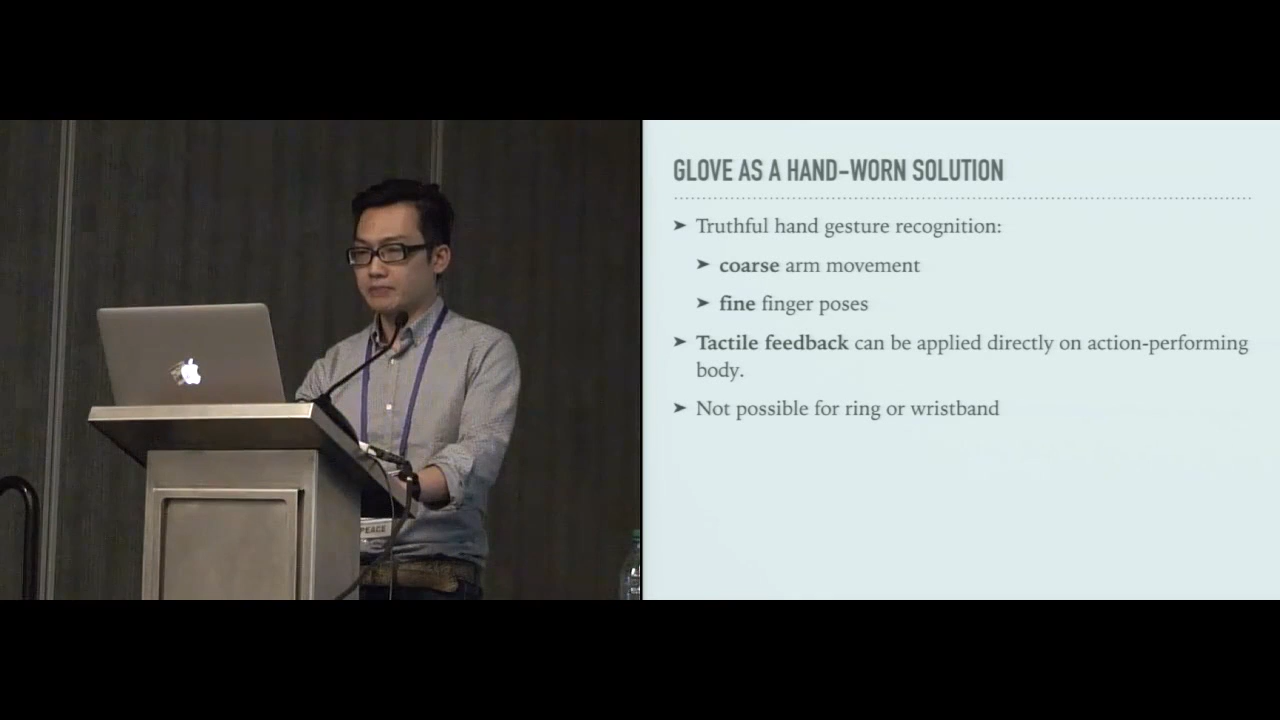 GLOVE AS A HAND-WORN SOLUTION
➤ Truthful hand gesture recognition:
➤ coarse arm movement
➤ fine finger poses
➤ Tactile feedback can be applied directly on action-performing
body.
➤ Not possible for ring or wristband
PEACE